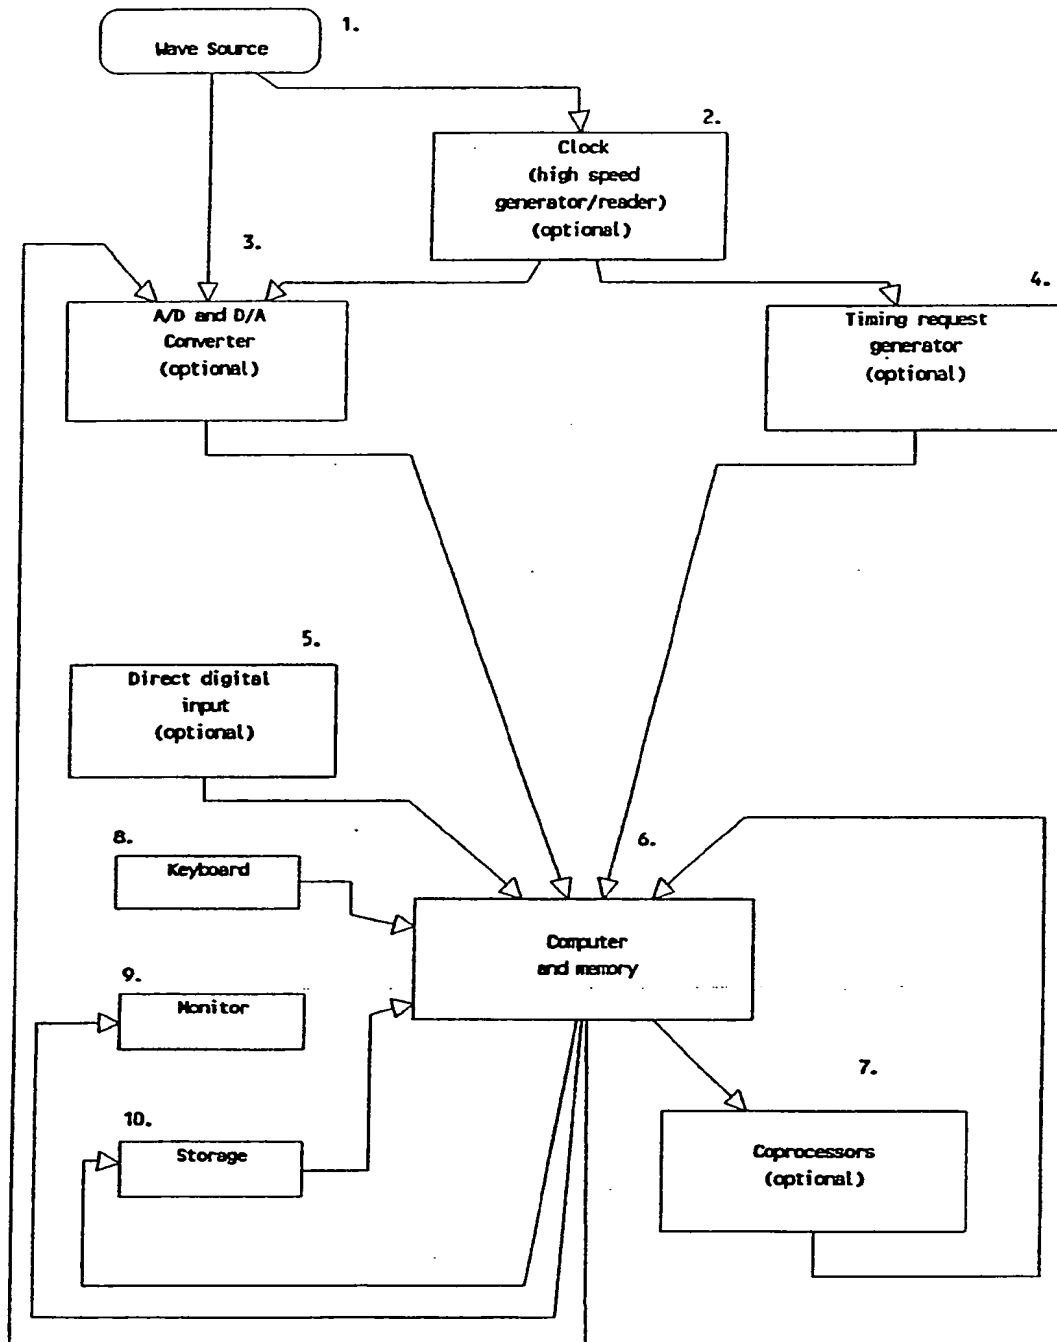 1.
Wave Source
2.
Clock
(high speed
generator/reader)
(optional)
3.
A/D and D/A
Converter
(optional)
4.
Timing request
generator
(optional)
5.
Direct digital
input
(optional)
6.
Computer
and memory
7.
Coprocessors
(optional)
8.
Keyboard
9.
Monitor
10.
Storage